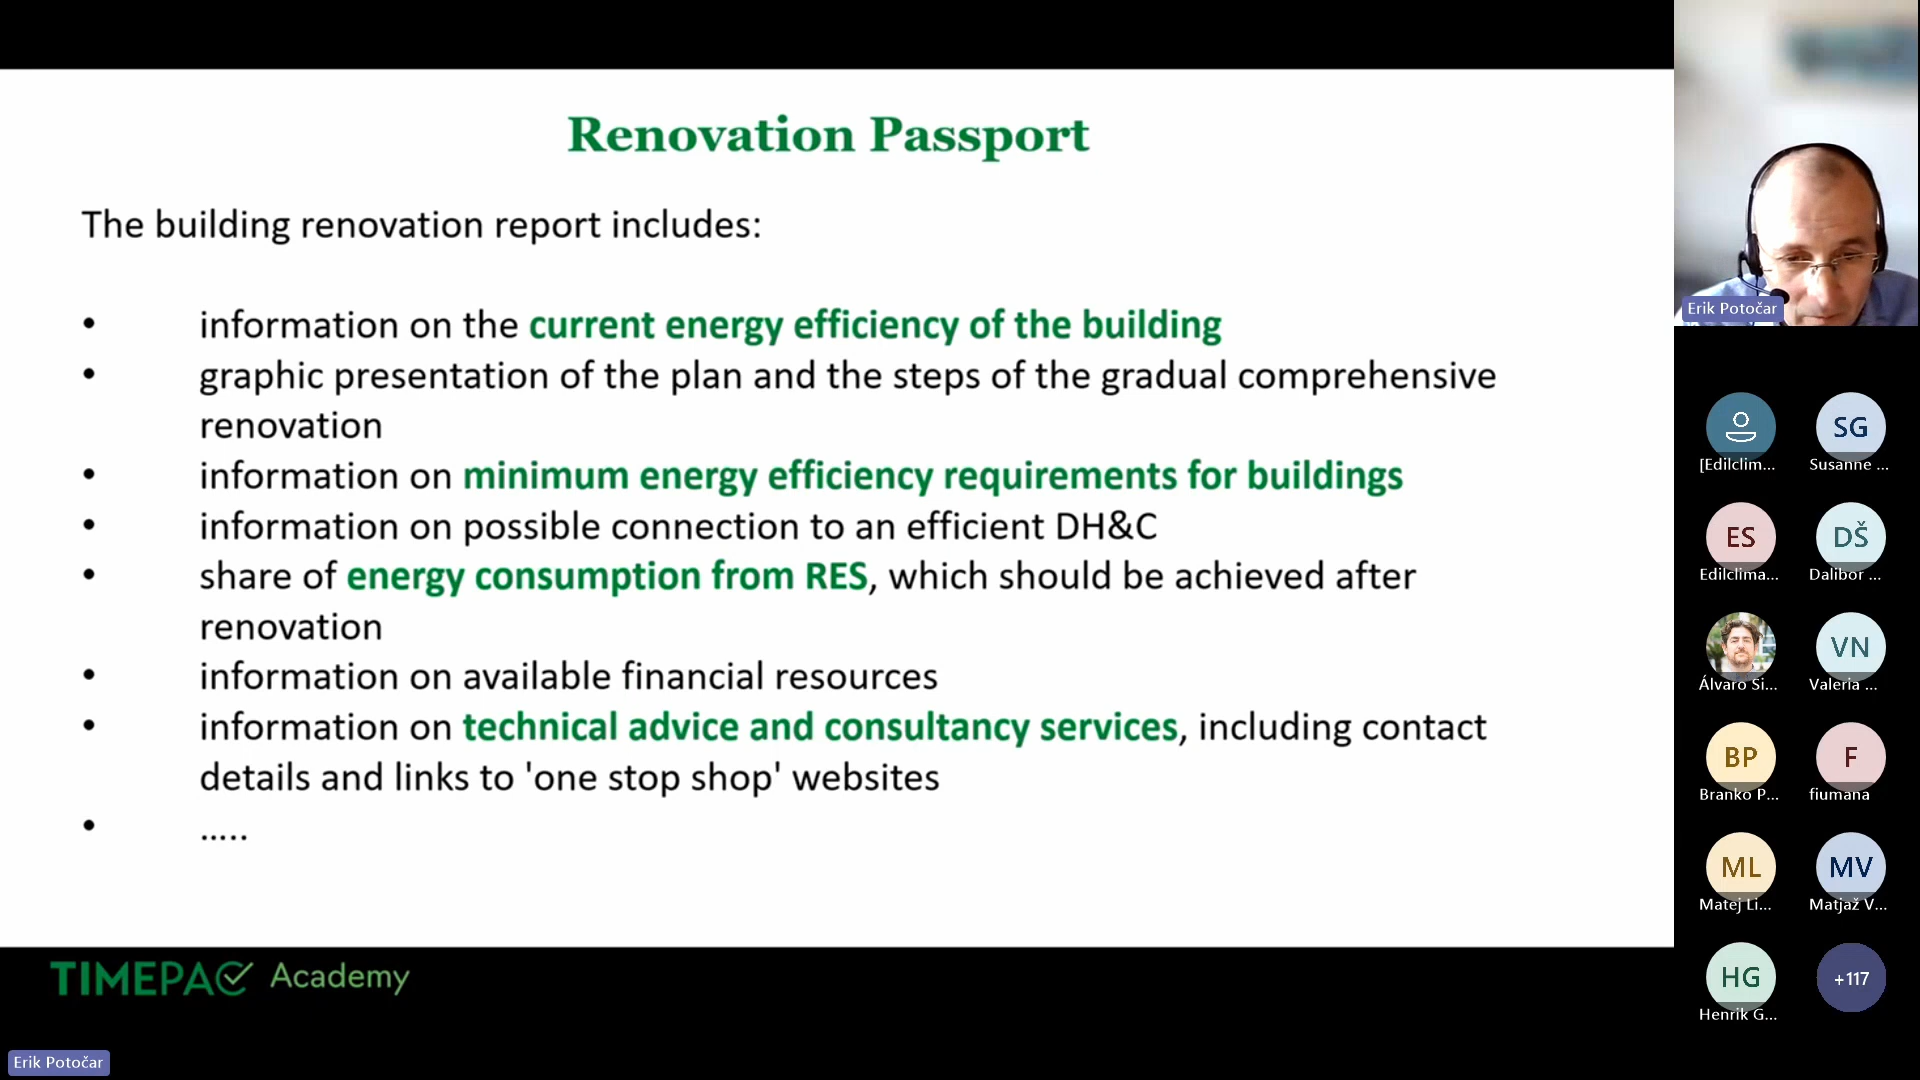 Renovation Passport
The building renovation report includes:
• information on the current energy efficiency of the building
• graphic presentation of the plan and the steps of the gradual comprehensive
renovation
• information on minimum energy efficiency requirements for buildings
• information on possible connection to an efficient DH&C
• share of energy consumption from RES, which should be achieved after
renovation
• information on available financial resources
• information on technical advice and consultancy services, including contact
details and links to 'one stop shop' websites
• .....
TIMEPAC Academy
Erik Potočar
Erik Potočar
[Edilclim...
SG
Susanne ...
ES
Edilclima...
DŠ
Dalibor ...
Álvaro Si...
VN
Valeria ...
BP
Branko P...
F
fiumana
ML
Matej Li...
MV
Matjaž V...
HG
Henrik G...
+117